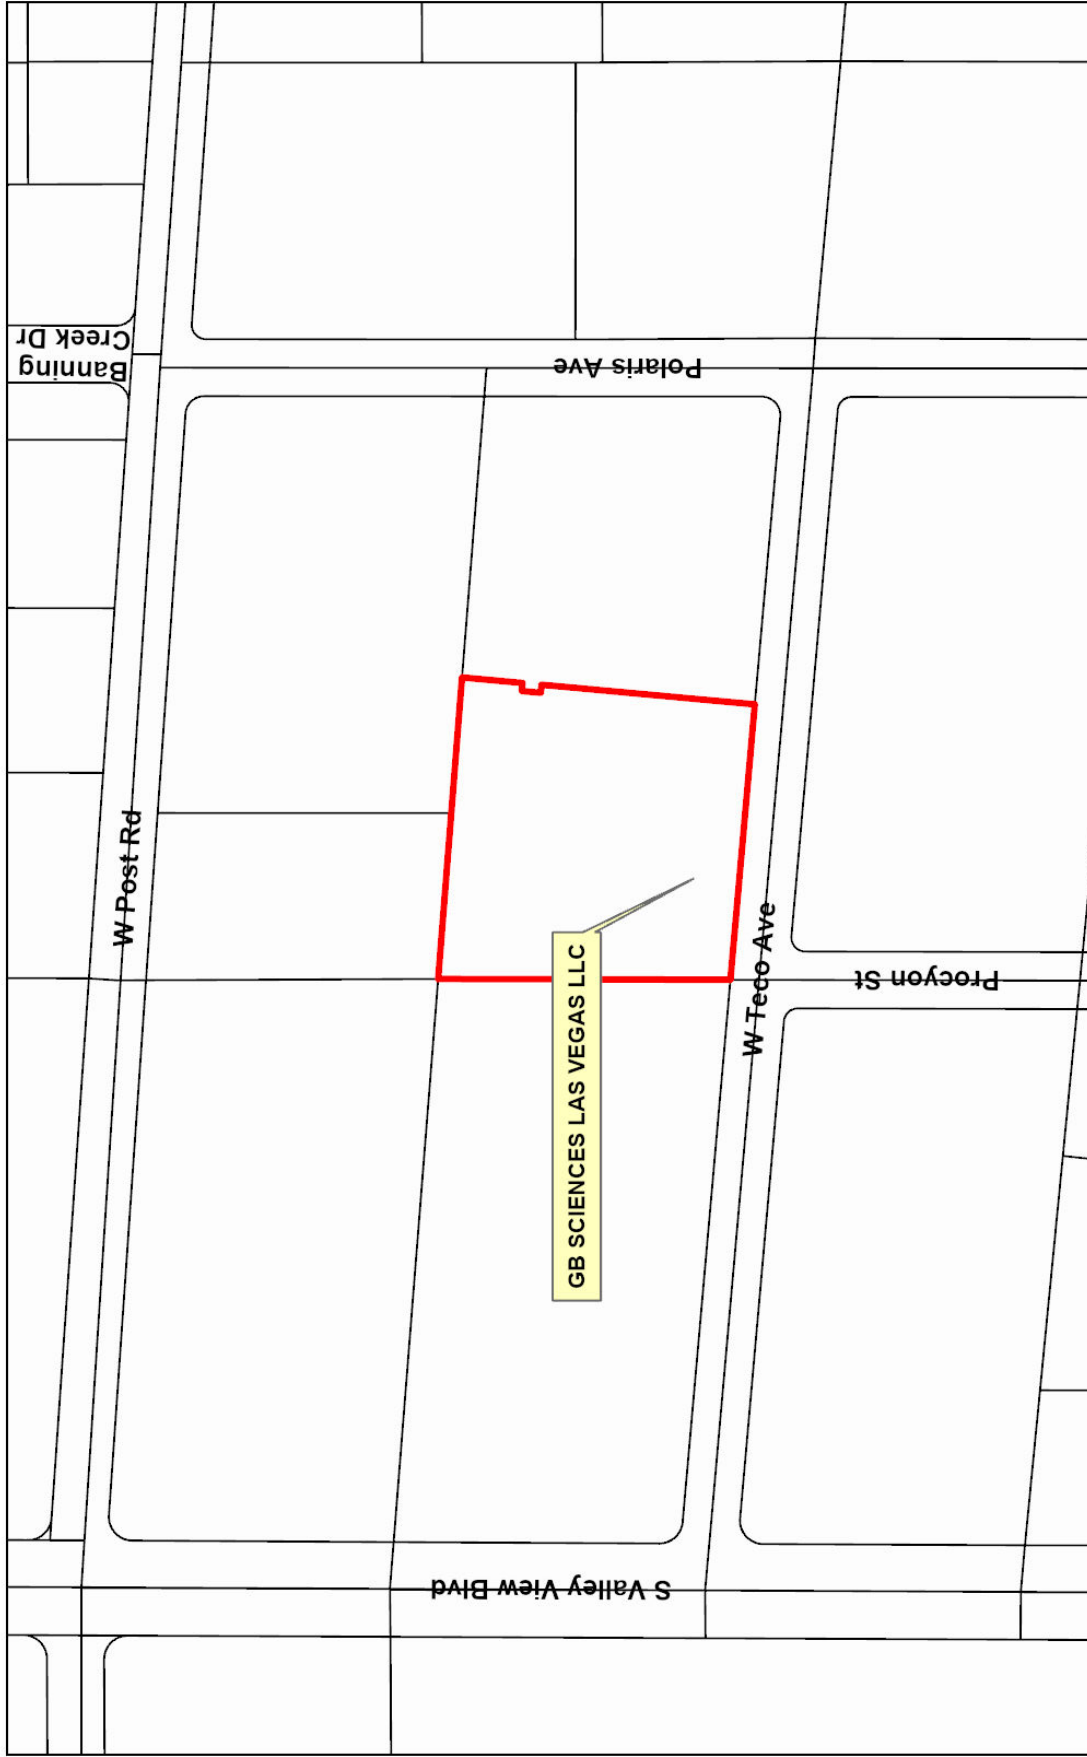 Banning
Creek Dr
W Post Rd
Polaris Ave
GB SCIENCES LAS VEGAS LLC
W Teco Ave
Procyon St
S Valley View Blvd